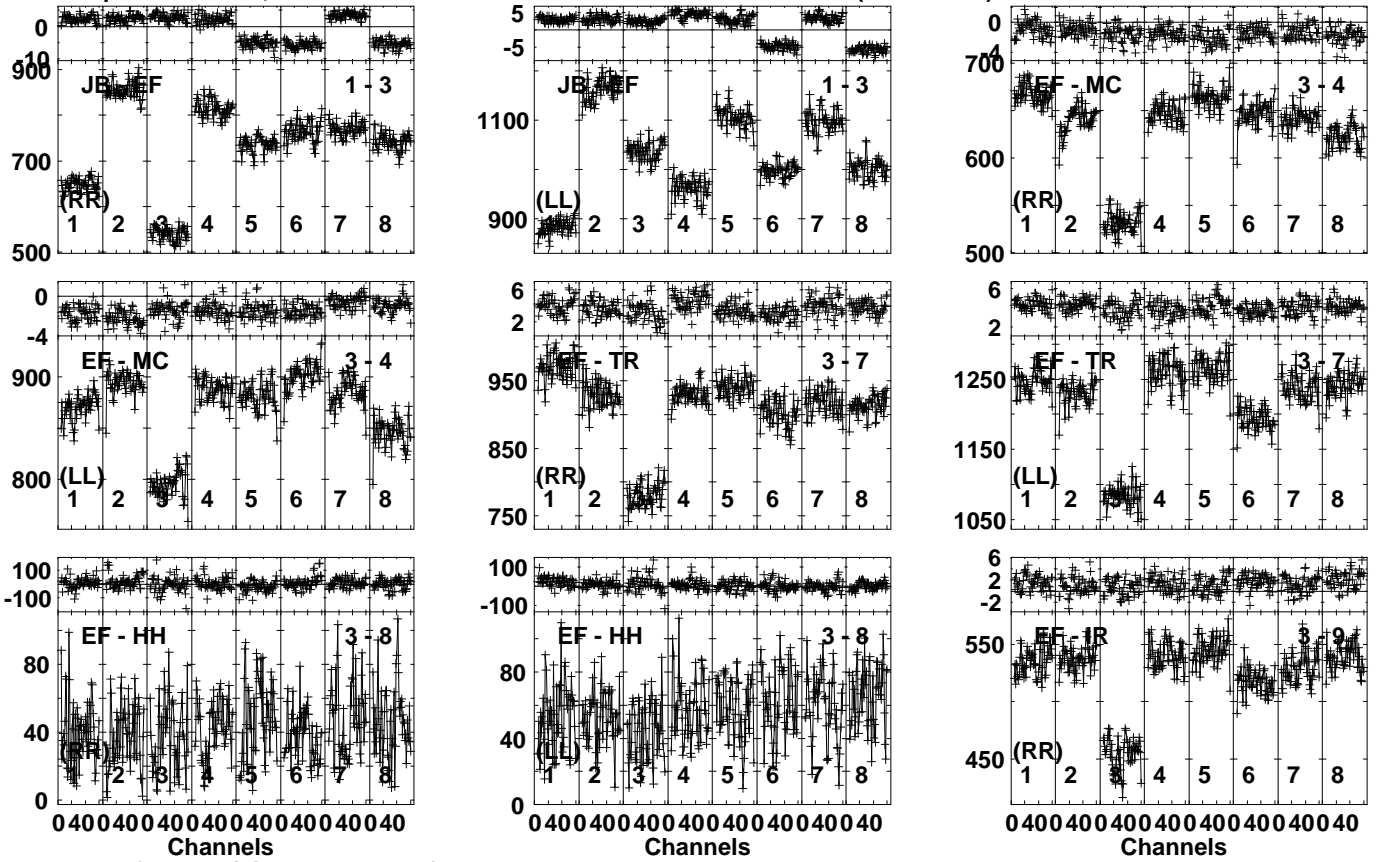 0
-10
900
700
500
JB - EF 1 - 3
(RR)
1 2 3 4 5 6 7 8
5
-5
1100
900
JB - EF 1 - 3
(LL)
1 2 3 4 5 6 7 8
0
-4
700
600
500
EF - MC 3 - 4
(RR)
1 2 3 4 5 6 7 8
0
-4
900
800
EF - MC 3 - 4
(LL)
1 2 3 4 5 6 7 8
6
2
950
850
750
EF - TR 3 - 7
(RR)
1 2 3 4 5 6 7 8
6
2
1250
1150
1050
EF - TR 3 - 7
(LL)
1 2 3 4 5 6 7 8
100
-100
80
40
0
EF - HH 3 - 8
(RR)
1 2 3 4 5 6 7 8
0 40 0 40 0 40 0 40 0 40 0 40 0 40 0 40
Channels
100
-100
80
40
0
EF - HH 3 - 8
(LL)
1 2 3 4 5 6 7 8
0 40 0 40 0 40 0 40 0 40 0 40 0 40 0 40
Channels
6
2
-2
550
450
EF - IR 3 - 9
(RR)
1 2 3 4 5 6 7 8
0 40 0 40 0 40 0 40 0 40 0 40 0 40 0 40
Channels